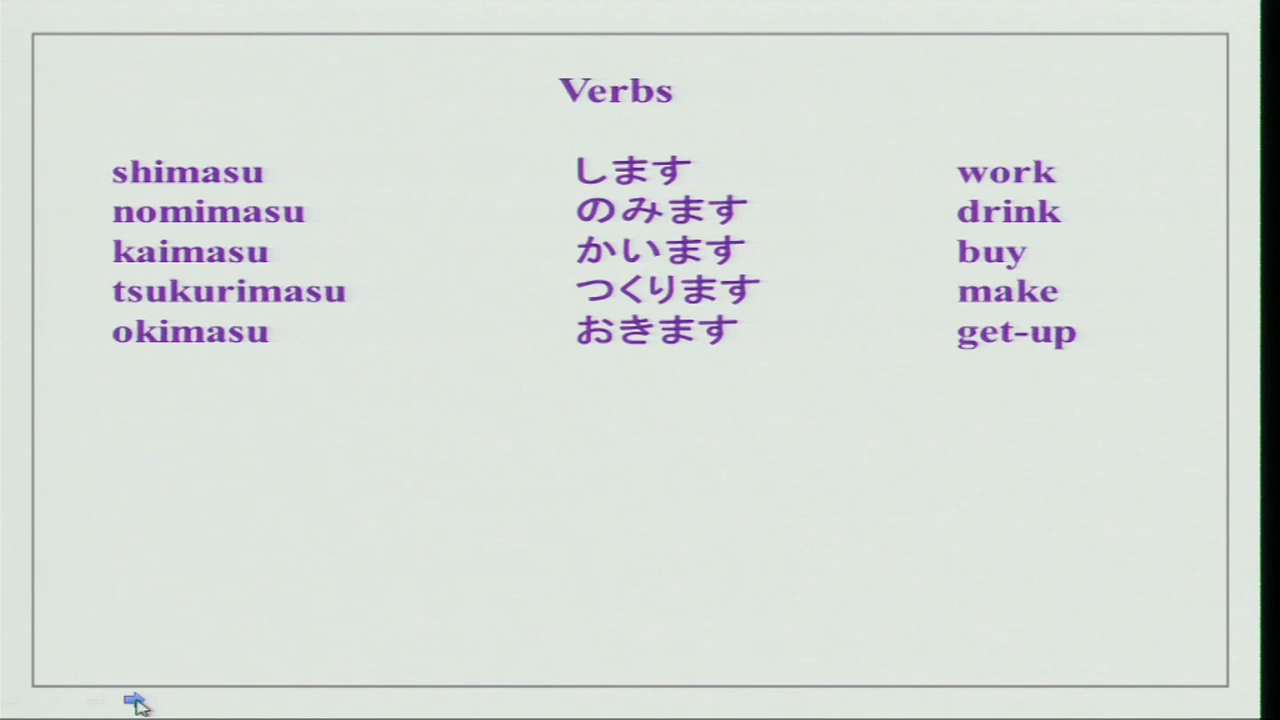 Verbs
shimasu します work
nomimasu のみます drink
kaimasu かいます buy
tsukurimasu つくります make
okimasu おきます get-up